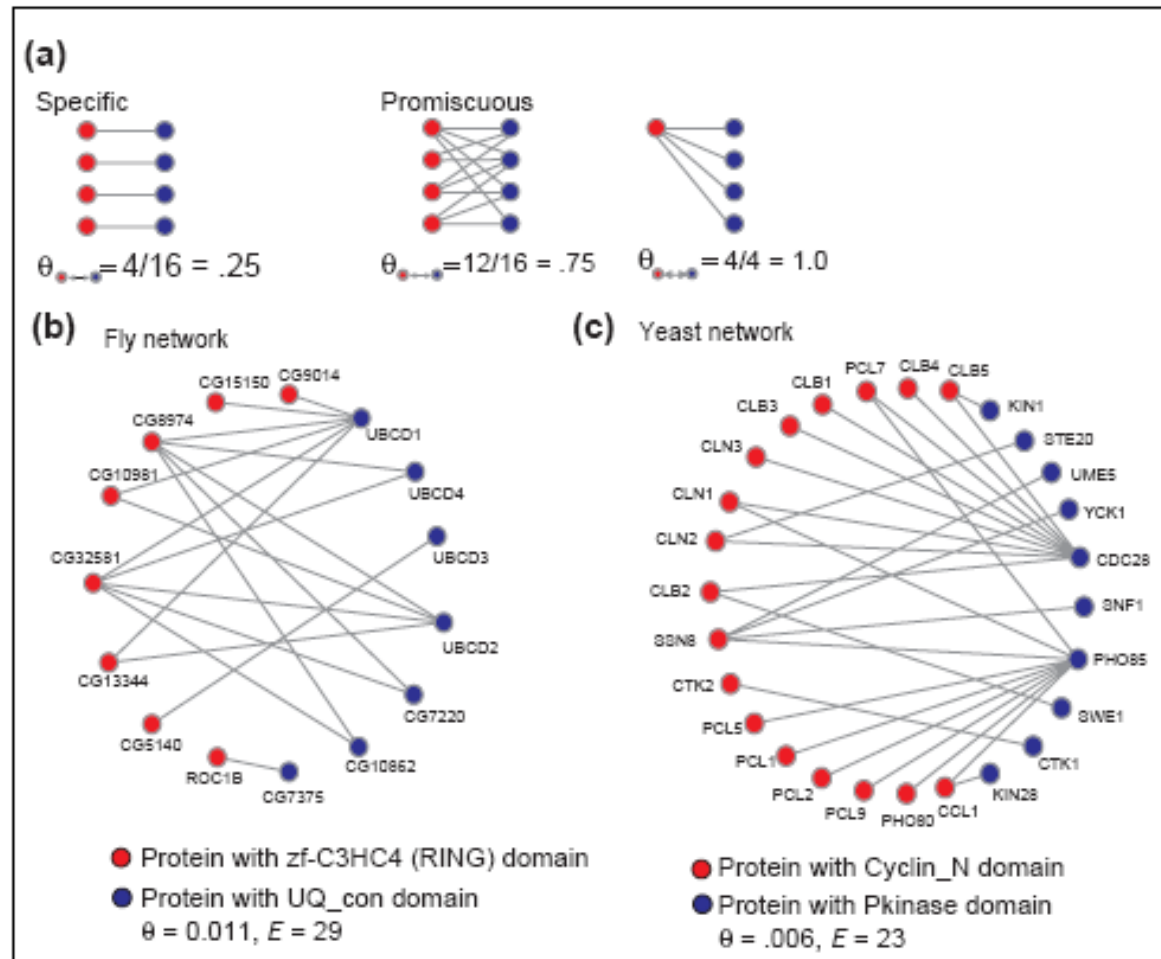 (a)
Specific
Promiscuous
θ = 4/16 = .25
θ =12/16 = .75
θ = 4/4 = 1.0
(b) Fly network
CG15150
CG9014
CG8974
UBCD1
CG10981
UBCD4
UBCD3
CG32581
UBCD2
CG13344
CG7220
CG5140
CG10862
ROC1B
CG7375
Protein with zf-C3HC4 (RING) domain
Protein with UQ_con domain
θ = 0.011, E = 29
(c) Yeast network
PCL7
CLB4
CLB5
CLB1
KIN1
CLB3
STE20
CLN3
UME5
CLN1
YCK1
CLN2
CDC28
CLB2
SNF1
SSN8
PHO85
CTK2
SWE1
PCL5
CTK1
PCL1
KIN28
PCL2
PCL9
PHO80
CCL1
Protein with Cyclin_N domain
Protein with Pkinase domain
θ = .006, E = 23